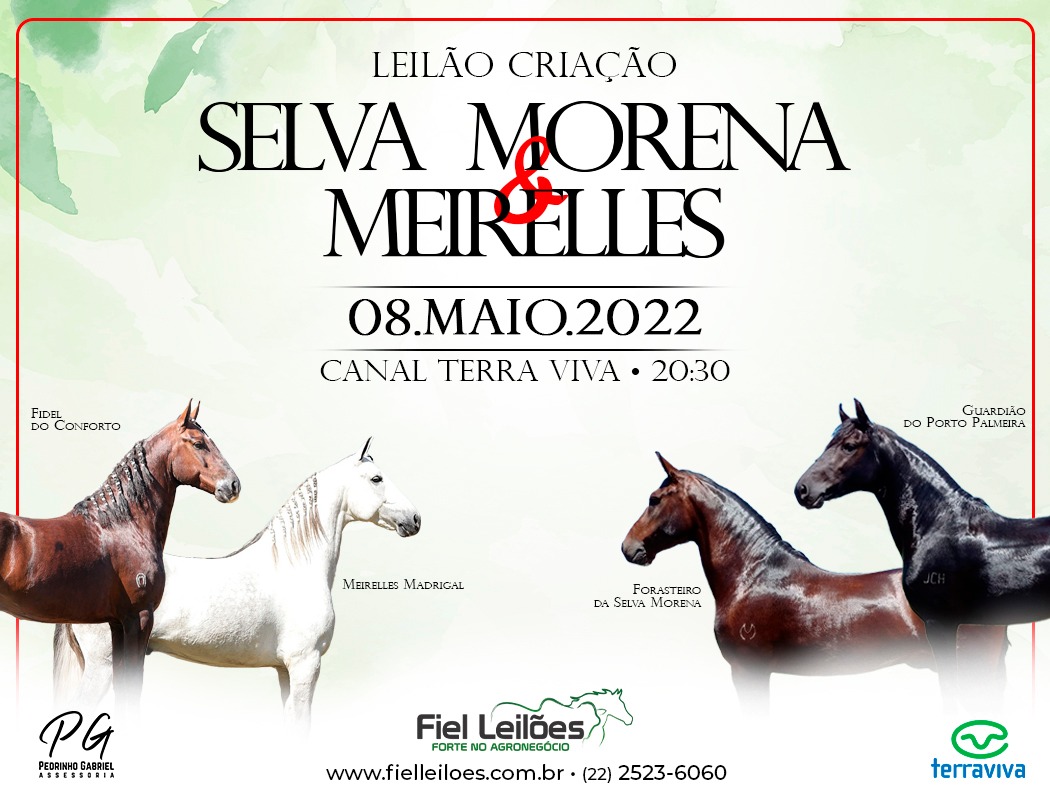 LEILÃO CRIAÇÃO
SELVA MORENA
&
MEIRELLES
08.MAIO.2022
CANAL TERRA VIVA • 20:30
FIDEL
DO CONFORTO
GUARDIÃO
DO PORTO PALMEIRA
MEIRELLES MADRIGAL
FORASTEIRO
DA SELVA MORENA
JCH
PG
PEDRINHO GABRIEL
ASSESSORIA
Fiel Leilões
FORTE NO AGRONEGÓCIO
www.fielleiloes.com.br • (22) 2523-6060
terraviva